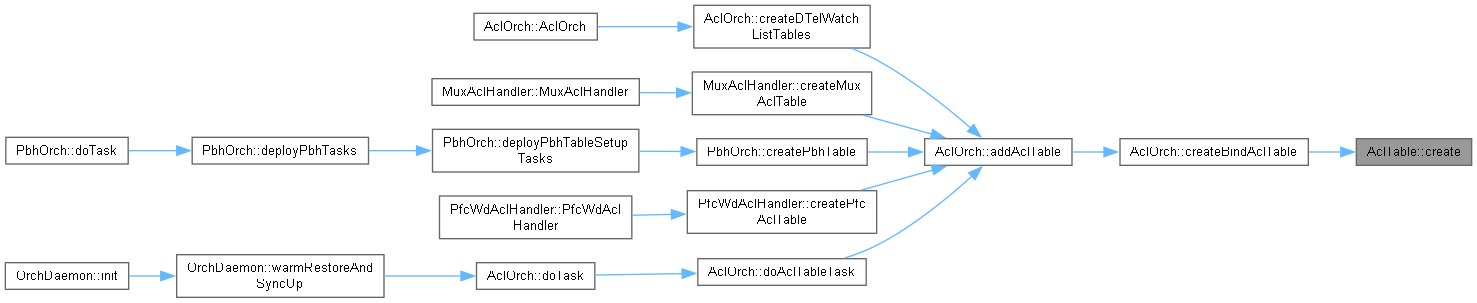 AclOrch::AclOrch
AclOrch::createDTelWatch
ListTables
MuxAclHandler::MuxAclHandler
MuxAclHandler::createMux
AclTable
PbhOrch::doTask
PbhOrch::deployPbhTasks
PbhOrch::deployPbhTableSetup
Tasks
PbhOrch::createPbhTable
AclOrch::addAclTable
AclOrch::createBindAclTable
AclTable::create
PfcWdAclHandler::PfcWdAcl
Handler
PfcWdAclHandler::createPfc
AclTable
OrchDaemon::init
OrchDaemon::warmRestoreAnd
SyncUp
AclOrch::doTask
AclOrch::doAclTableTask